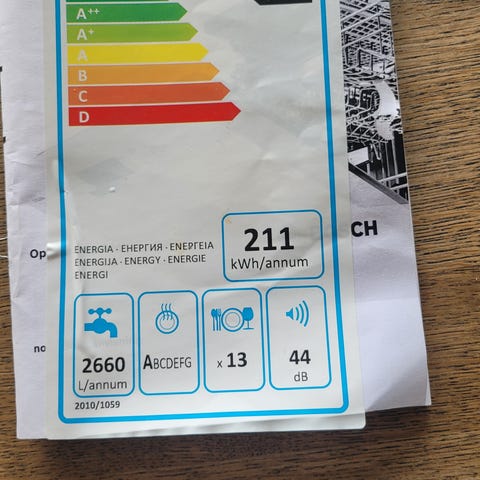 A++
A+
A
B
C
D
CH
Op
ENERGIA · ЕНЕРГИЯ · ΕΝΕΡΓΕΙΑ
ENERGIJA · ENERGY · ENERGIE
ENERGI
211
kWh/annum
no
2660
L/annum
ABCDEFG
x 13
44
dB
2010/1059